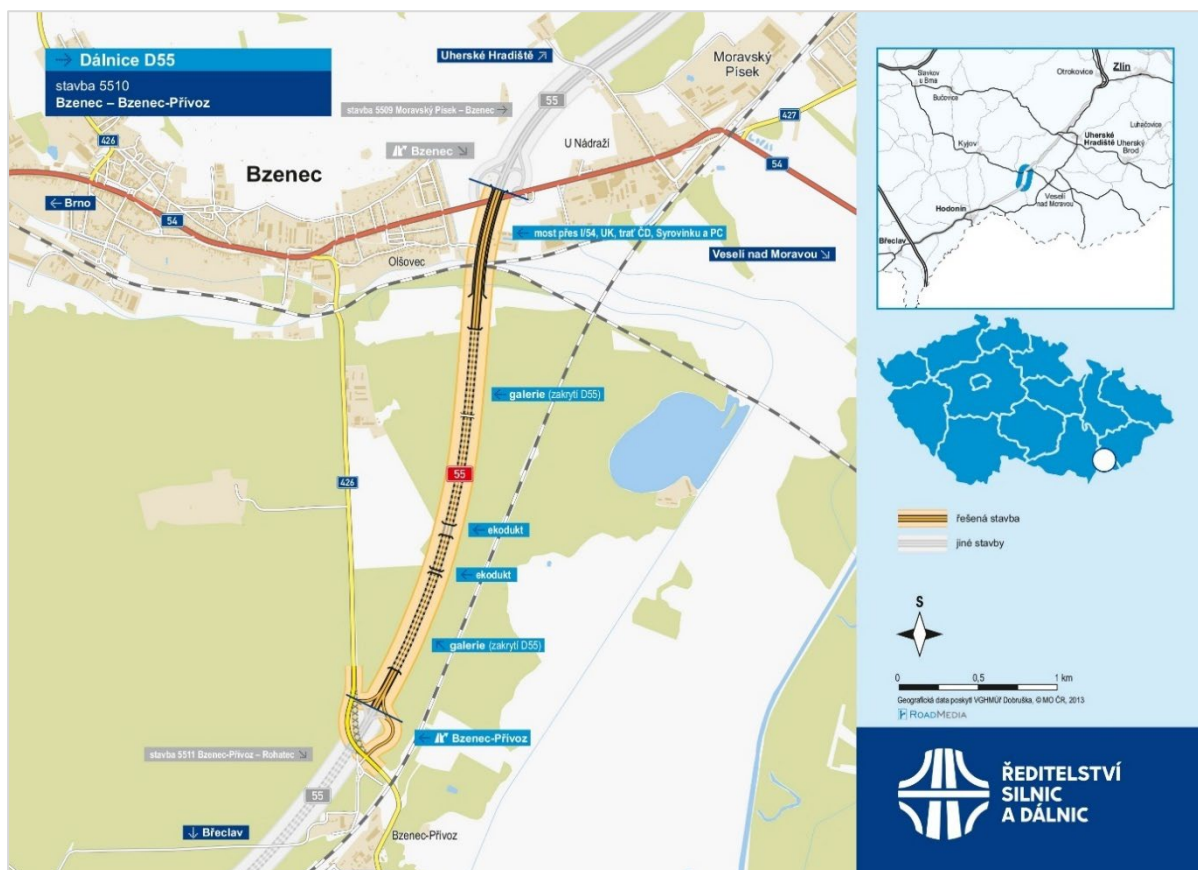 → Dálnice D55
stavba 5510
Bzenec – Bzenec-Přívoz
Uherské Hradiště ↗
55
stavba 5509 Moravský Písek – Bzenec →
Moravský
Písek
427
426
Bzenec ↘
U Nádraží
54
Bzenec
← Brno
54
← most přes I/54, UK, trať ČD, Syrovinku a PC
Veselí nad Moravou ↘
Olšovec
← galerie (zakrytí D55)
55
426
← ekodukt
← ekodukt
↖ galerie (zakrytí D55)
← Bzenec-Přívoz
stavba 5511 Bzenec-Přívoz – Rohatec ↘
55
↓ Břeclav
Bzenec-Přívoz
Slavkov
u Brna
Otrokovice
Zlín
Bučovice
Luhačovice
Kyjov
Uherské
Hradiště
Uherský
Brod
Veselí
nad Moravou
Hodonín
Břeclav
řešená stavba
jiné stavby
S
0 0,5 1 km
Geografická data poskytl VGHMÚř Dobruška, © MO ČR, 2013
ROADMEDIA
ŘEDITELSTVÍ
SILNIC
A DÁLNIC